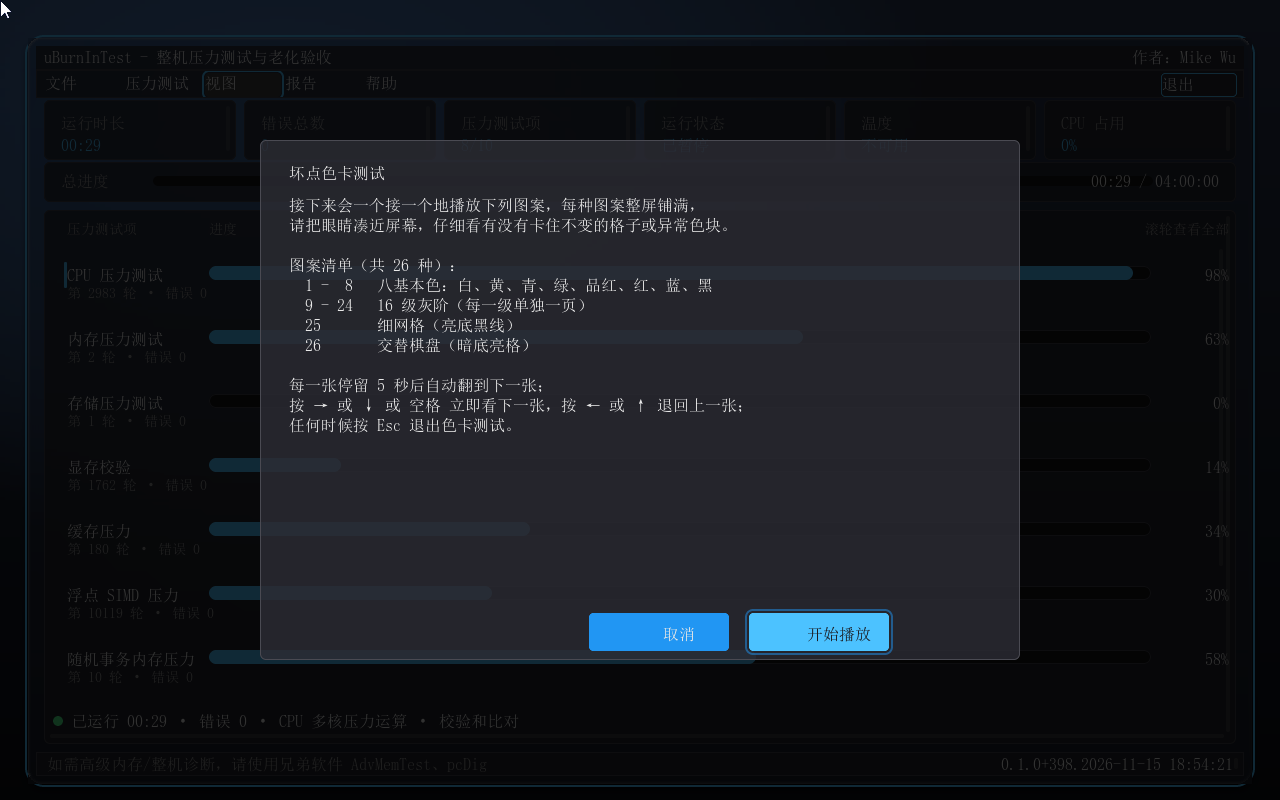 uBurnInTest - 整机压力测试与老化验收
作者: Mike Wu
文件 压力测试 视图 报告 帮助 退出
运行时长 错误总数 压力测试项 运行状态 温度 CPU 占用
00:29 0%
总进度 00:29 / 04:00:00
压力测试项 进度 滚轮查看全部
坏点色卡测试
接下来会一个接一个地播放下列图案，每种图案整屏铺满，
请把眼睛凑近屏幕，仔细看有没有卡住不变的格子或异常色块。
图案清单（共 26 种）:
1 - 8 八基本色: 白、黄、青、绿、品红、红、蓝、黑
9 - 24 16 级灰阶（每一级单独一页）
25 细网格（亮底黑线）
26 交替棋盘（暗底亮格）
每一张停留 5 秒后自动翻到下一张;
按 → 或 ↓ 或 空格 立即看下一张，按 ← 或 ↑ 退回上一张;
任何时候按 Esc 退出色卡测试。
取消 开始播放
CPU 压力测试 98%
第 2983 轮 • 错误 0
内存压力测试 63%
第 2 轮 • 错误 0
存储压力测试 0%
第 1 轮 • 错误 0
显存校验 14%
第 1762 轮 • 错误 0
缓存压力 34%
第 180 轮 • 错误 0
浮点 SIMD 压力 30%
第 10119 轮 • 错误 0
随机事务内存压力 58%
第 10 轮 • 错误 0
已运行 00:29 • 错误 0 • CPU 多核压力运算 • 校验和比对
如需高级内存/整机诊断，请使用兄弟软件 AdvMemTest、pcDig
0.1.0+398.2026-11-15 18:54:21